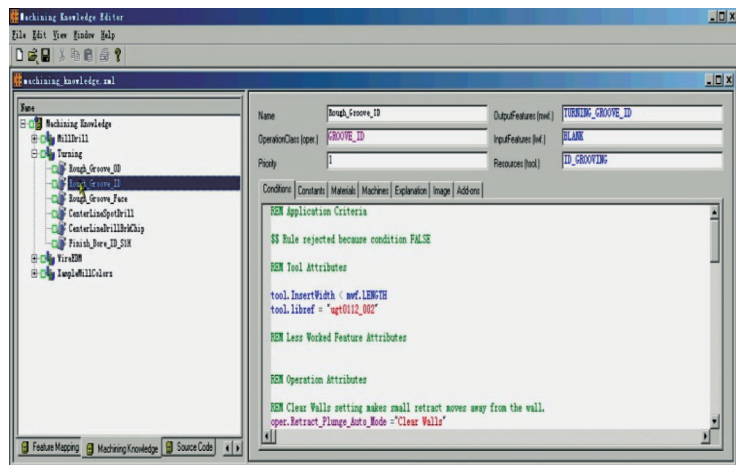 Machining Knowledge Editor
File Edit View Window Help
machining_knowledge.xml
Name
Machining Knowledge
MillDrill
Turning
Rough_Groove_OD
Rough_Groove_ID
Rough_Groove_Face
CenterLineSpotDrill
CenterLineDrillBrkChip
Finish_Bore_ID_SIM
WireEDM
SampleMillColors
Feature Mapping Machining Knowledge Source Code
Name Rough_Groove_ID OutputFeatures (mwf.) TURNING_GROOVE_ID
OperationClass (oper.) GROOVE_ID InputFeatures (lwf.) BLANK
Priority 1 Resources (tool.) ID_GROOVING
Conditions Constants Materials Machines Explanation Image Add-ons
REM Application Criteria
$$ Rule rejected because condition FALSE
REM Tool Attributes
tool.InsertWidth < mwf.LENGTH
tool.libref = "ugt0112_002"
REM Less Worked Feature Attributes
REM Operation Attributes
REM Clear Walls setting makes small retract moves away from the wall.
oper.Retract_Plunge_Auto_Mode ="Clear Walls"